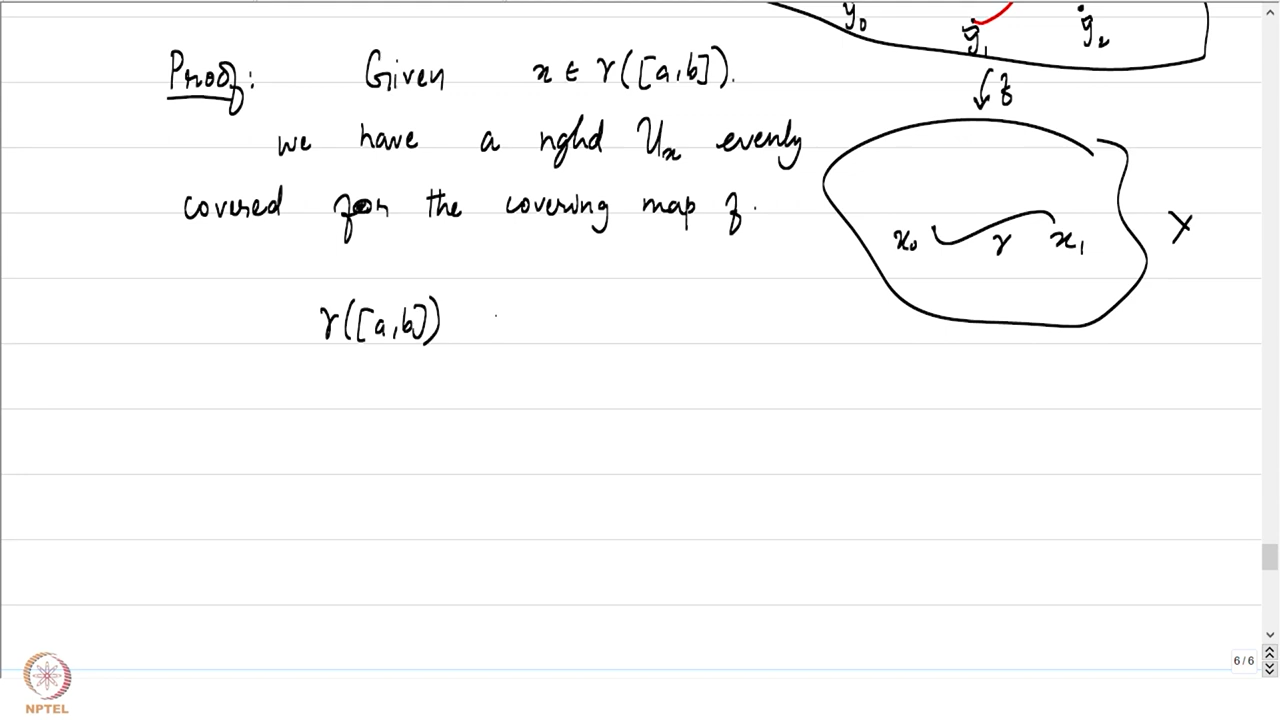 y₀ ỹ₁ ỹ₂
Proof: Given x ∈ γ([a,b]).
f
we have a nghd Uₓ evenly
covered for the covering map f.
x₀ γ x₁ X
γ([a,b])
6 / 6
NPTEL